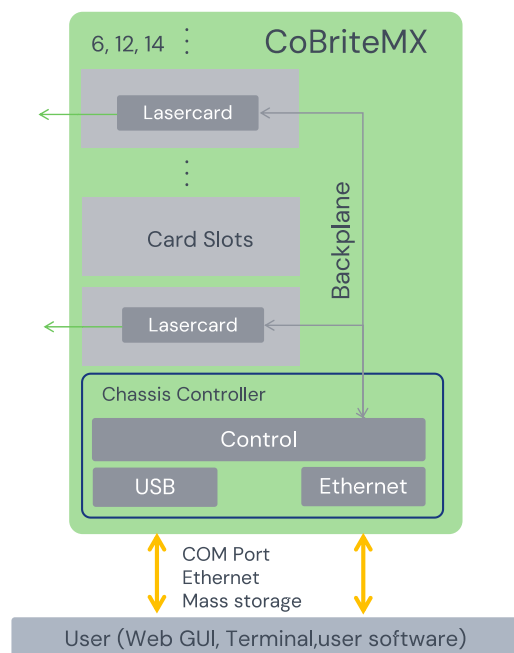 6, 12, 14
CoBriteMX
Lasercard
Card Slots
Backplane
Lasercard
Chassis Controller
Control
USB
Ethernet
COM Port
Ethernet
Mass storage
User (Web GUI, Terminal,user software)